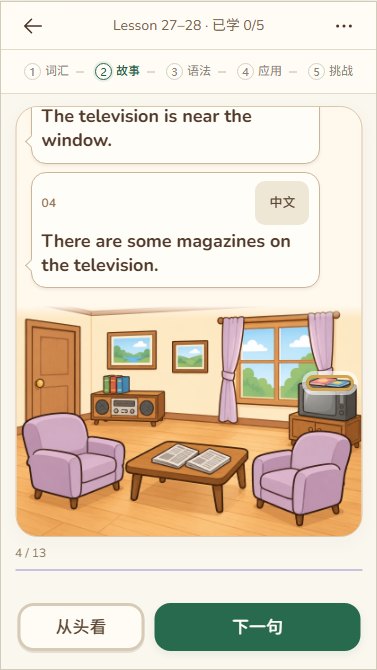 Lesson 27–28 · 已学 0/5
1 词汇 2 故事 3 语法 4 应用 5 挑战
The television is near the
window.
04 中文
There are some magazines on
the television.
4 / 13
从头看 下一句